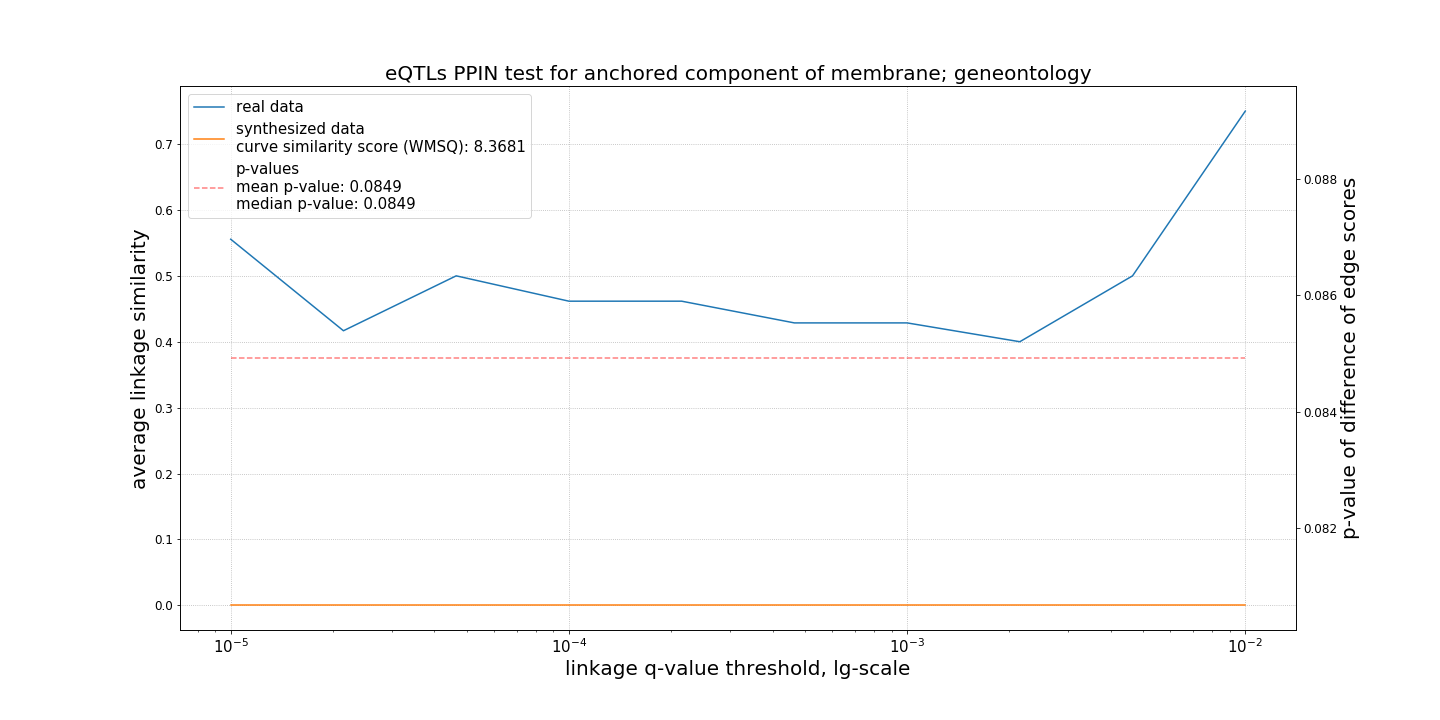 eQTLs PPIN test for anchored component of membrane; geneontology
real data
synthesized data
curve similarity score (WMSQ): 8.3681
p-values
mean p-value: 0.0849
median p-value: 0.0849
average linkage similarity
0.7
0.6
0.5
0.4
0.3
0.2
0.1
0.0
p-value of difference of edge scores
0.088
0.086
0.084
0.082
10⁻⁵ 10⁻⁴ 10⁻³ 10⁻²
linkage q-value threshold, lg-scale